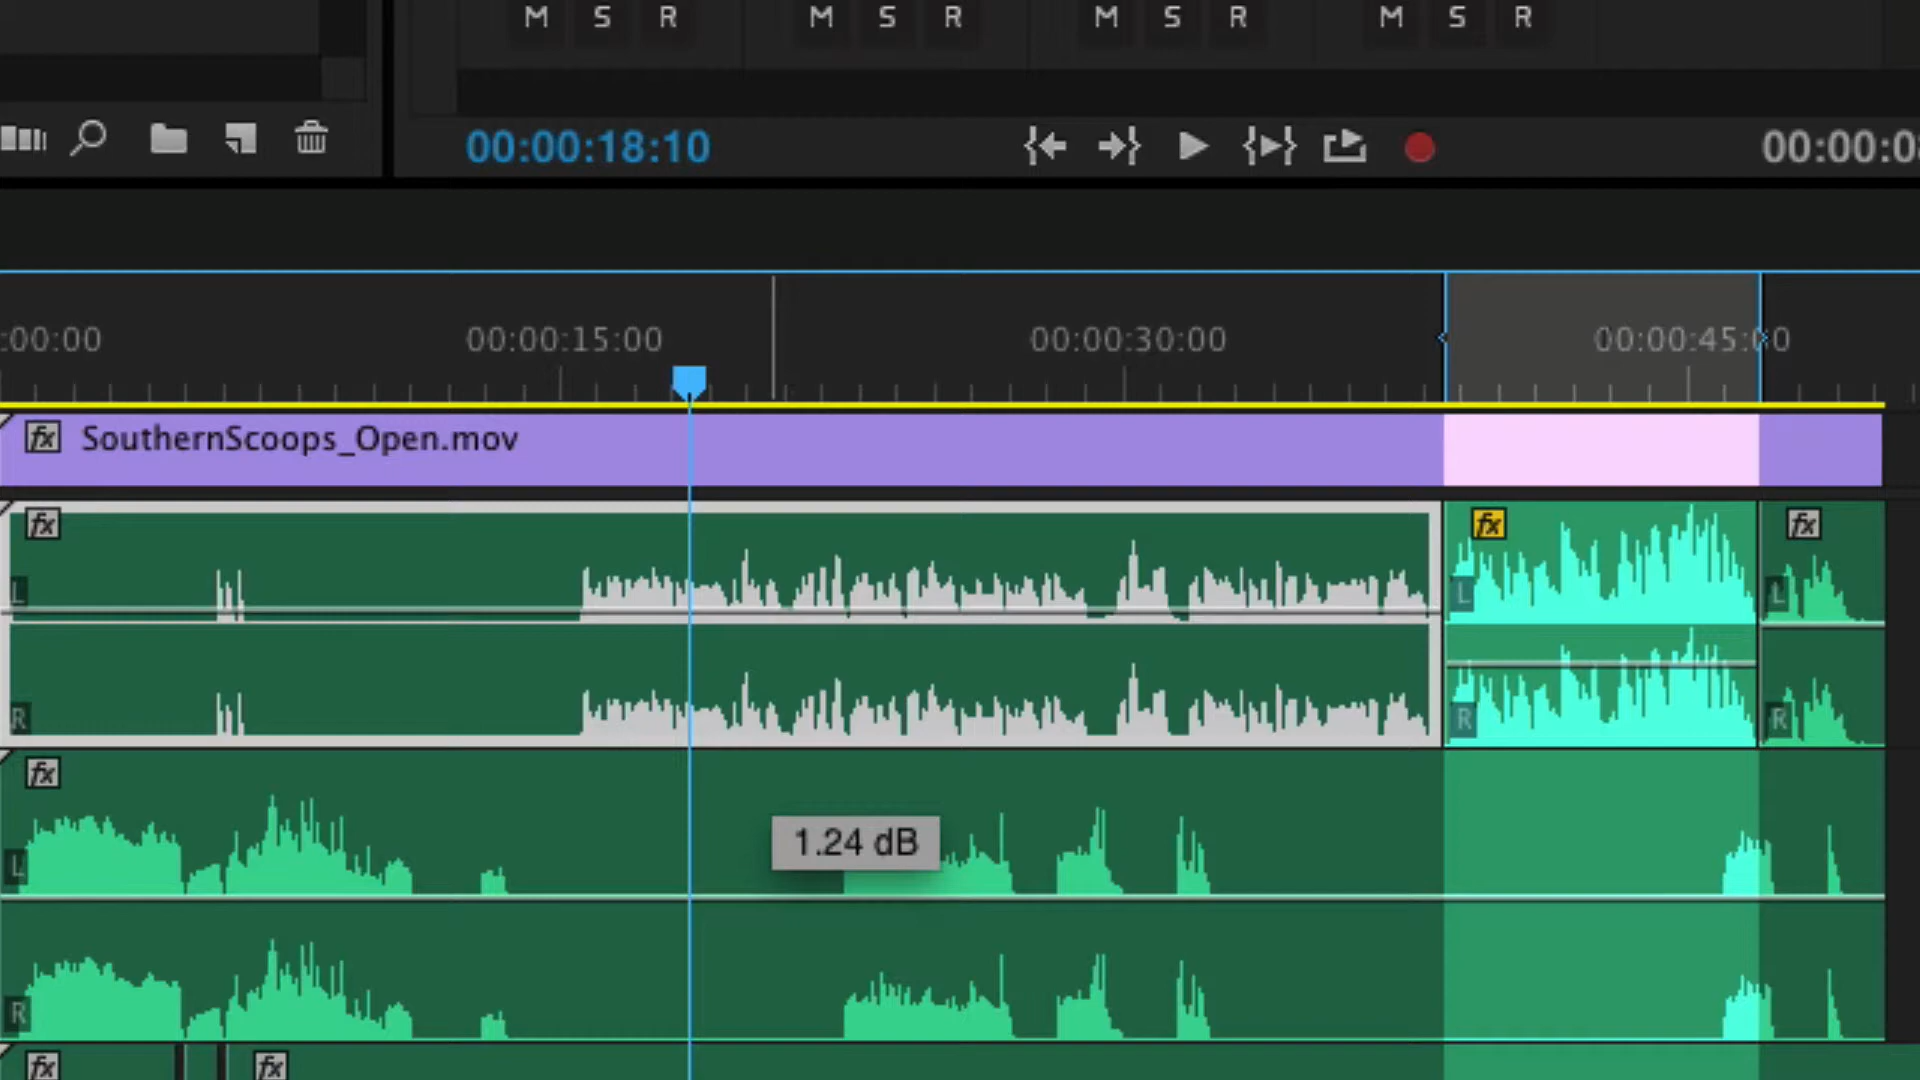 M S R M S R M S R M S R
00:00:18:10
00:00:0
:00:00 00:00:15:00 00:00:30:00 00:00:45:00
fx SouthernScoops_Open.mov
fx fx fx
L L L
R R R
fx
1.24 dB
L
R
fx fx